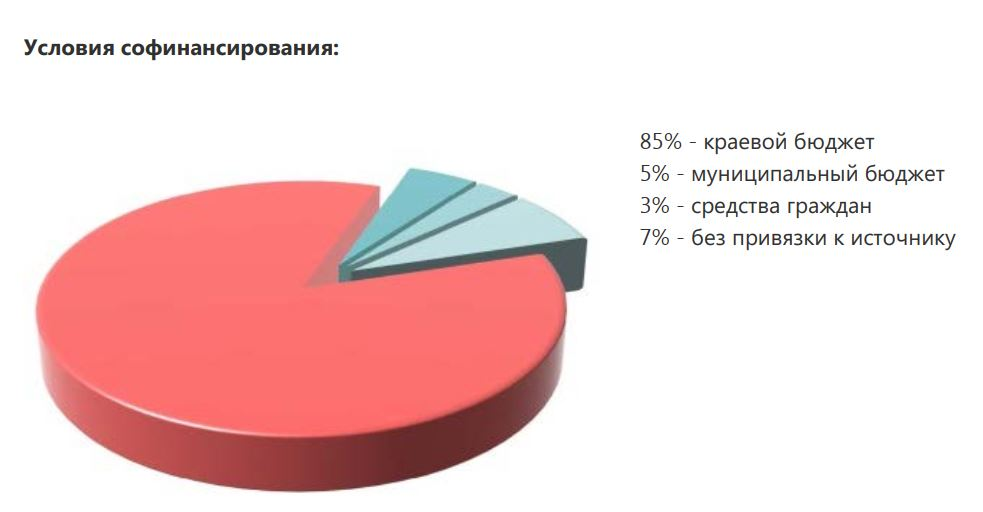 Условия софинансирования:
85% - краевой бюджет
5% - муниципальный бюджет
3% - средства граждан
7% - без привязки к источнику